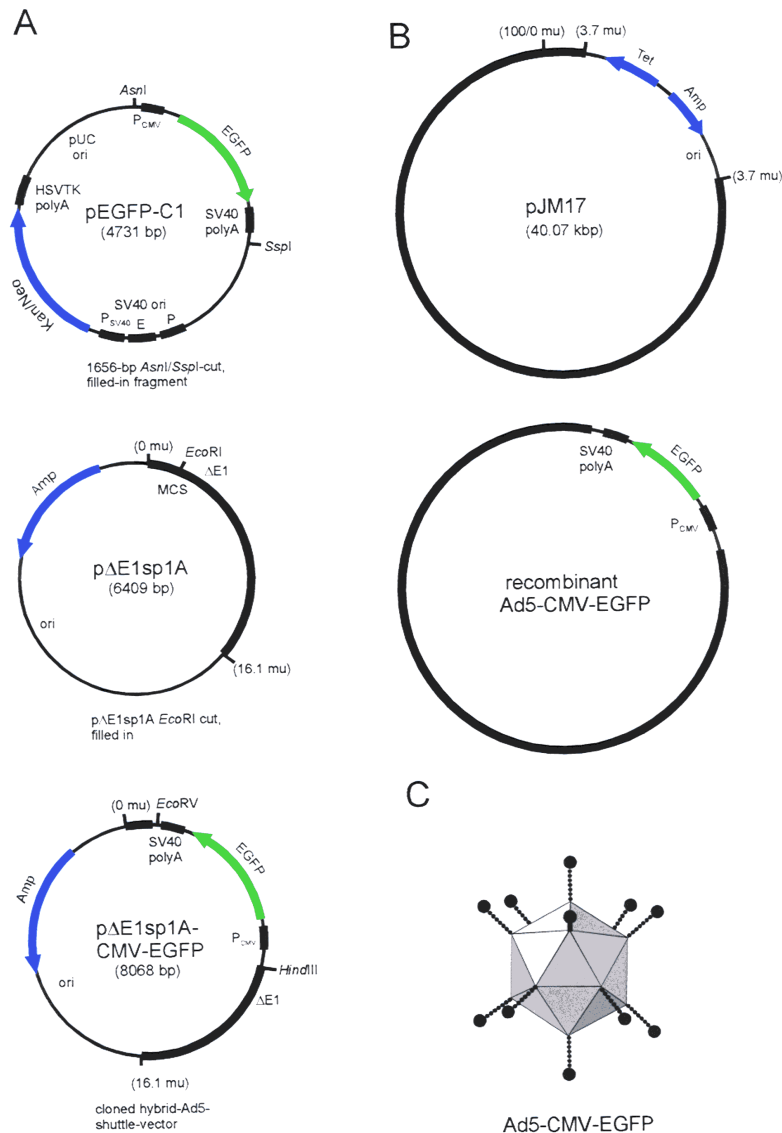 A
AsnI
PCMV
EGFP
pUC
ori
HSVTK
polyA
pEGFP-C1
(4731 bp)
SV40
polyA
SspI
Kan/Neo
SV40 ori
PSV40
E
P
1656-bp AsnI/SspI-cut,
filled-in fragment
(0 mu)
EcoRI
ΔE1
MCS
Amp
pΔE1sp1A
(6409 bp)
ori
(16.1 mu)
pΔE1sp1A EcoRI cut,
filled in
(0 mu)
EcoRV
SV40
polyA
EGFP
Amp
pΔE1sp1A-
CMV-EGFP
(8068 bp)
PCMV
HindIII
ori
ΔE1
(16.1 mu)
cloned hybrid-Ad5-
shuttle-vector
B
(100/0 mu)
(3.7 mu)
Tet
Amp
ori
(3.7 mu)
pJM17
(40.07 kbp)
SV40
polyA
EGFP
PCMV
recombinant
Ad5-CMV-EGFP
C
Ad5-CMV-EGFP